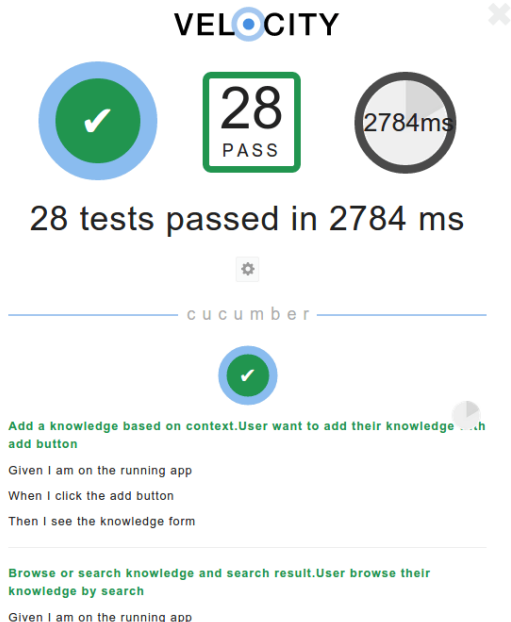 VELOCITY
28
PASS
2784ms
28 tests passed in 2784 ms
cucumber
Add a knowledge based on context.User want to add their knowledge
add button
Given I am on the running app
When I click the add button
Then I see the knowledge form
Browse or search knowledge and search result.User browse their
knowledge by search
Given I am on the running app